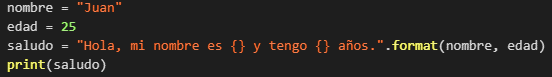 nombre = "Juan"
edad = 25
saludo = "Hola, mi nombre es {} y tengo {} años.".format(nombre, edad)
print(saludo)